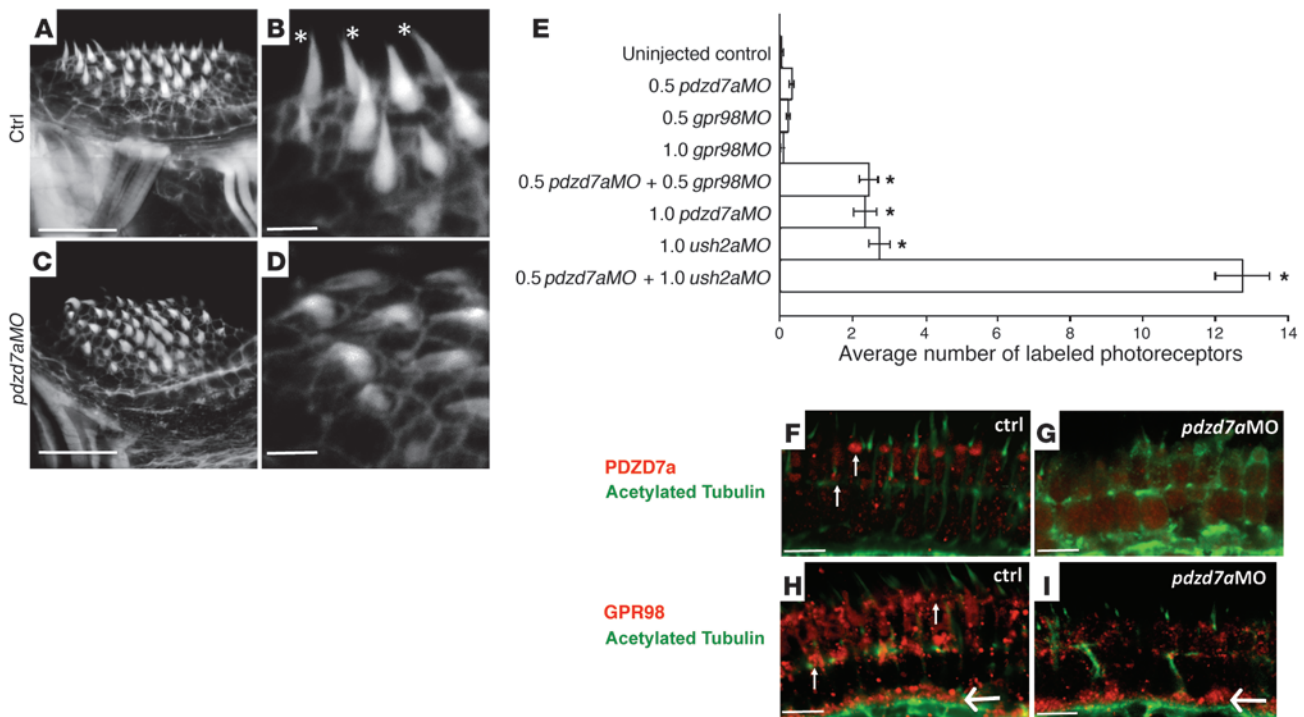 A
B
* * *
Ctrl
C
D
pdzd7aMO
E
Uninjected control
0.5 pdzd7aMO
0.5 gpr98MO
1.0 gpr98MO
0.5 pdzd7aMO + 0.5 gpr98MO
*
1.0 pdzd7aMO
*
1.0 ush2aMO
*
0.5 pdzd7aMO + 1.0 ush2aMO
*
0 2 4 6 8 10 12 14
Average number of labeled photoreceptors
PDZD7a
Acetylated Tubulin
F
ctrl
G
pdzd7aMO
GPR98
Acetylated Tubulin
H
ctrl
I
pdzd7aMO